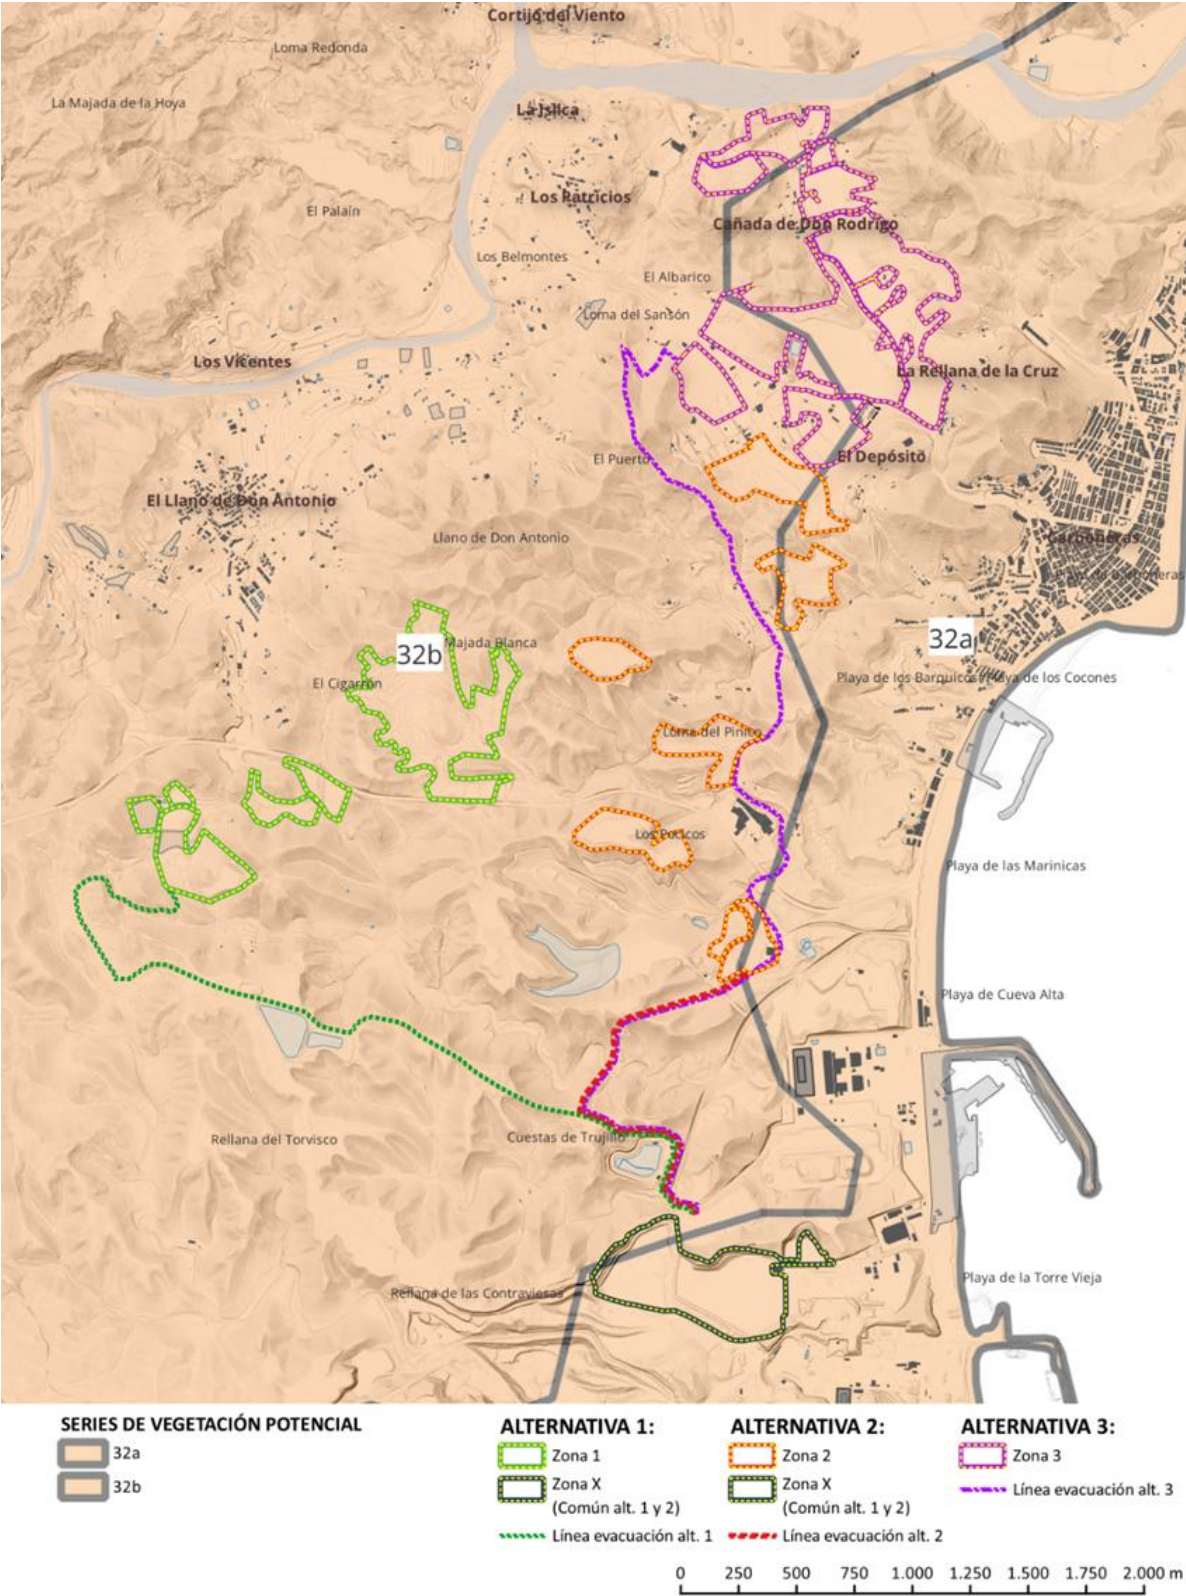 Cortijo del Viento
Loma Redonda
La Majada de la Hoya
La Islica
Los Patricios
El Palaín
Cañada de Don Rodrigo
Los Belmontes
El Albarico
Loma del Sansón
Los Vicentes
La Rellana de la Cruz
El Puerto
El Depósito
El Llano de Don Antonio
Llano de Don Antonio
Carboneras
Playa de Carboneras
32b
Majada Blanca
32a
El Cigarrón
Playa de los Barquicos
Playa de los Cocones
Loma del Pinico
Los Pocicos
Playa de las Marinicas
Playa de Cueva Alta
Rellana del Torvisco
Cuestas de Trujillo
Playa de la Torre Vieja
Rellana de las Contraviesas
SERIES DE VEGETACIÓN POTENCIAL
32a
32b
ALTERNATIVA 1:
Zona 1
Zona X
(Común alt. 1 y 2)
Línea evacuación alt. 1
ALTERNATIVA 2:
Zona 2
Zona X
(Común alt. 1 y 2)
Línea evacuación alt. 2
ALTERNATIVA 3:
Zona 3
Línea evacuación alt. 3
0 250 500 750 1.000 1.250 1.500 1.750 2.000 m